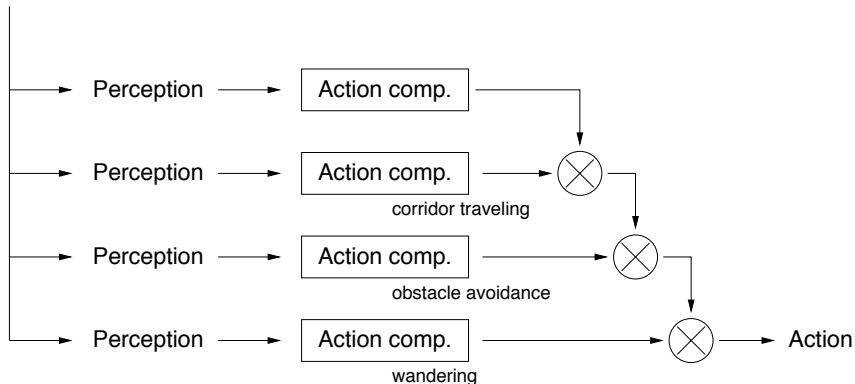 Perception Action comp.
Perception Action comp.
corridor traveling
Perception Action comp.
obstacle avoidance
Perception Action comp. Action
wandering